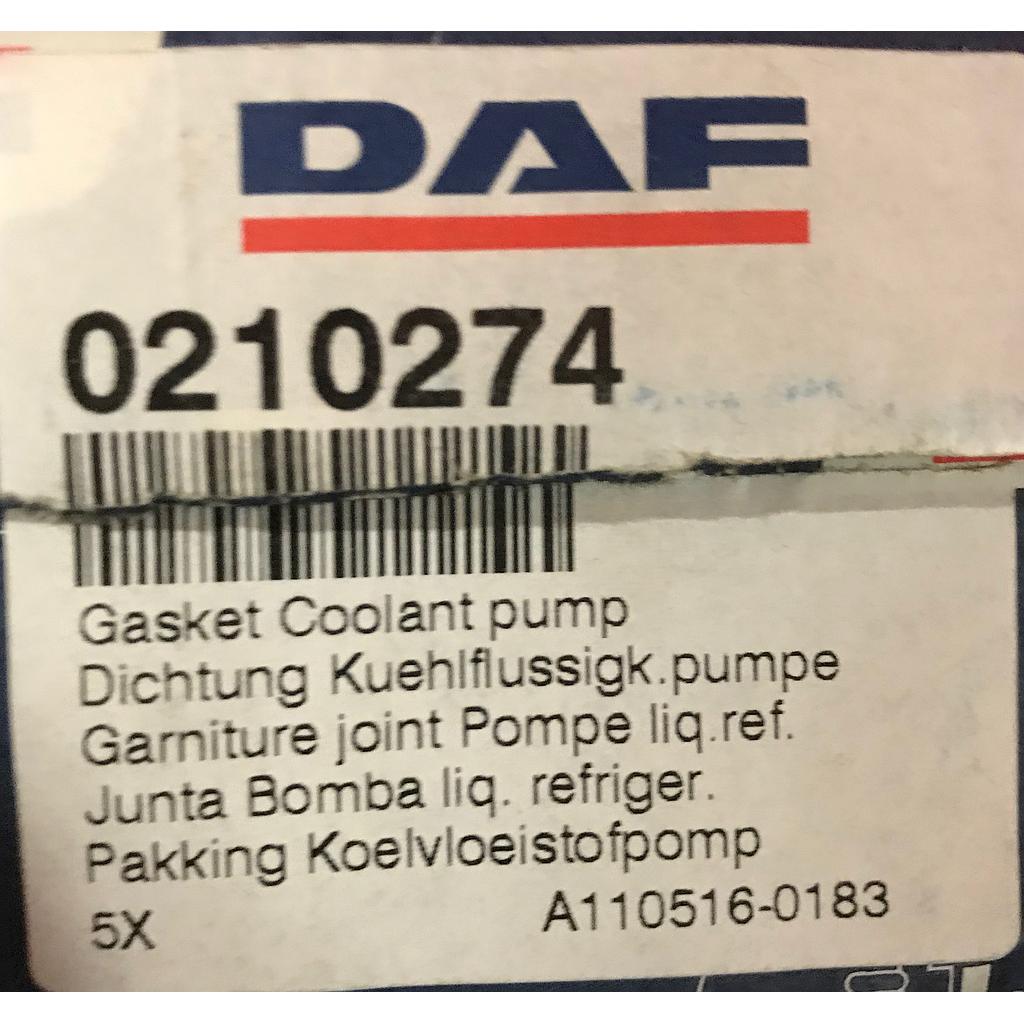 DAF
0210274
Gasket Coolant pump
Dichtung Kuehlflussigk.pumpe
Garniture joint Pompe liq.ref.
Junta Bomba liq. refriger.
Pakking Koelvloeistofpomp
5X A110516-0183